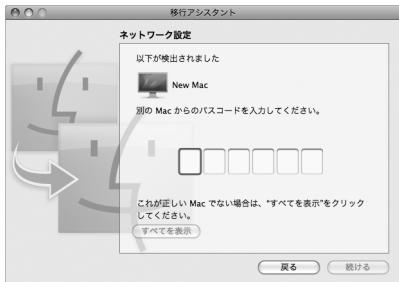 移行アシスタント
ネットワーク設定
以下が検出されました
New Mac
別の Mac からのパスコードを入力してください。
これが正しい Mac でない場合は、“すべてを表示”をクリック
してください。
すべてを表示
戻る
続ける